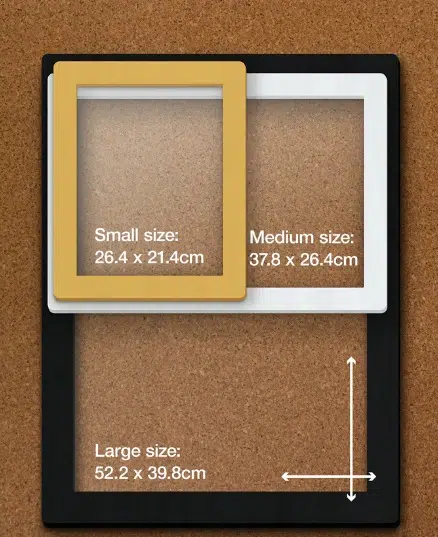 Small size:
26.4 x 21.4cm
Medium size:
37.8 x 26.4cm
Large size:
52.2 x 39.8cm